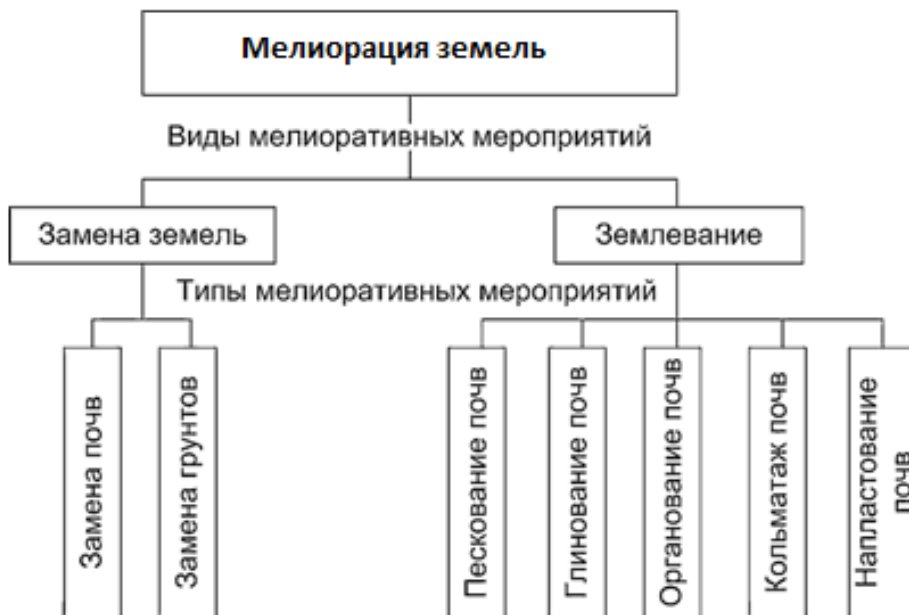 Мелиорация земель
Виды мелиоративных мероприятий
Замена земель
Землевание
Типы мелиоративных мероприятий
Замена почв
Замена грунтов
Пескование почв
Глинование почв
Органование почв
Кольматаж почв
Напластование
почв